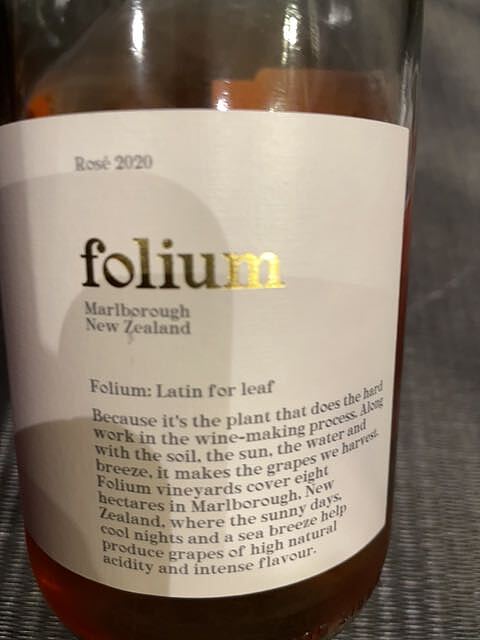 Rosé 2020
folium
Marlborough
New Zealand
Folium: Latin for leaf
Because it's the plant that does the hard
work in the wine-making process. Along
with the soil, the sun, the water and
breeze, it makes the grapes we harvest.
Folium vineyards cover eight
hectares in Marlborough, New
Zealand, where the sunny days,
cool nights and a sea breeze help
produce grapes of high natural
acidity and intense flavour.